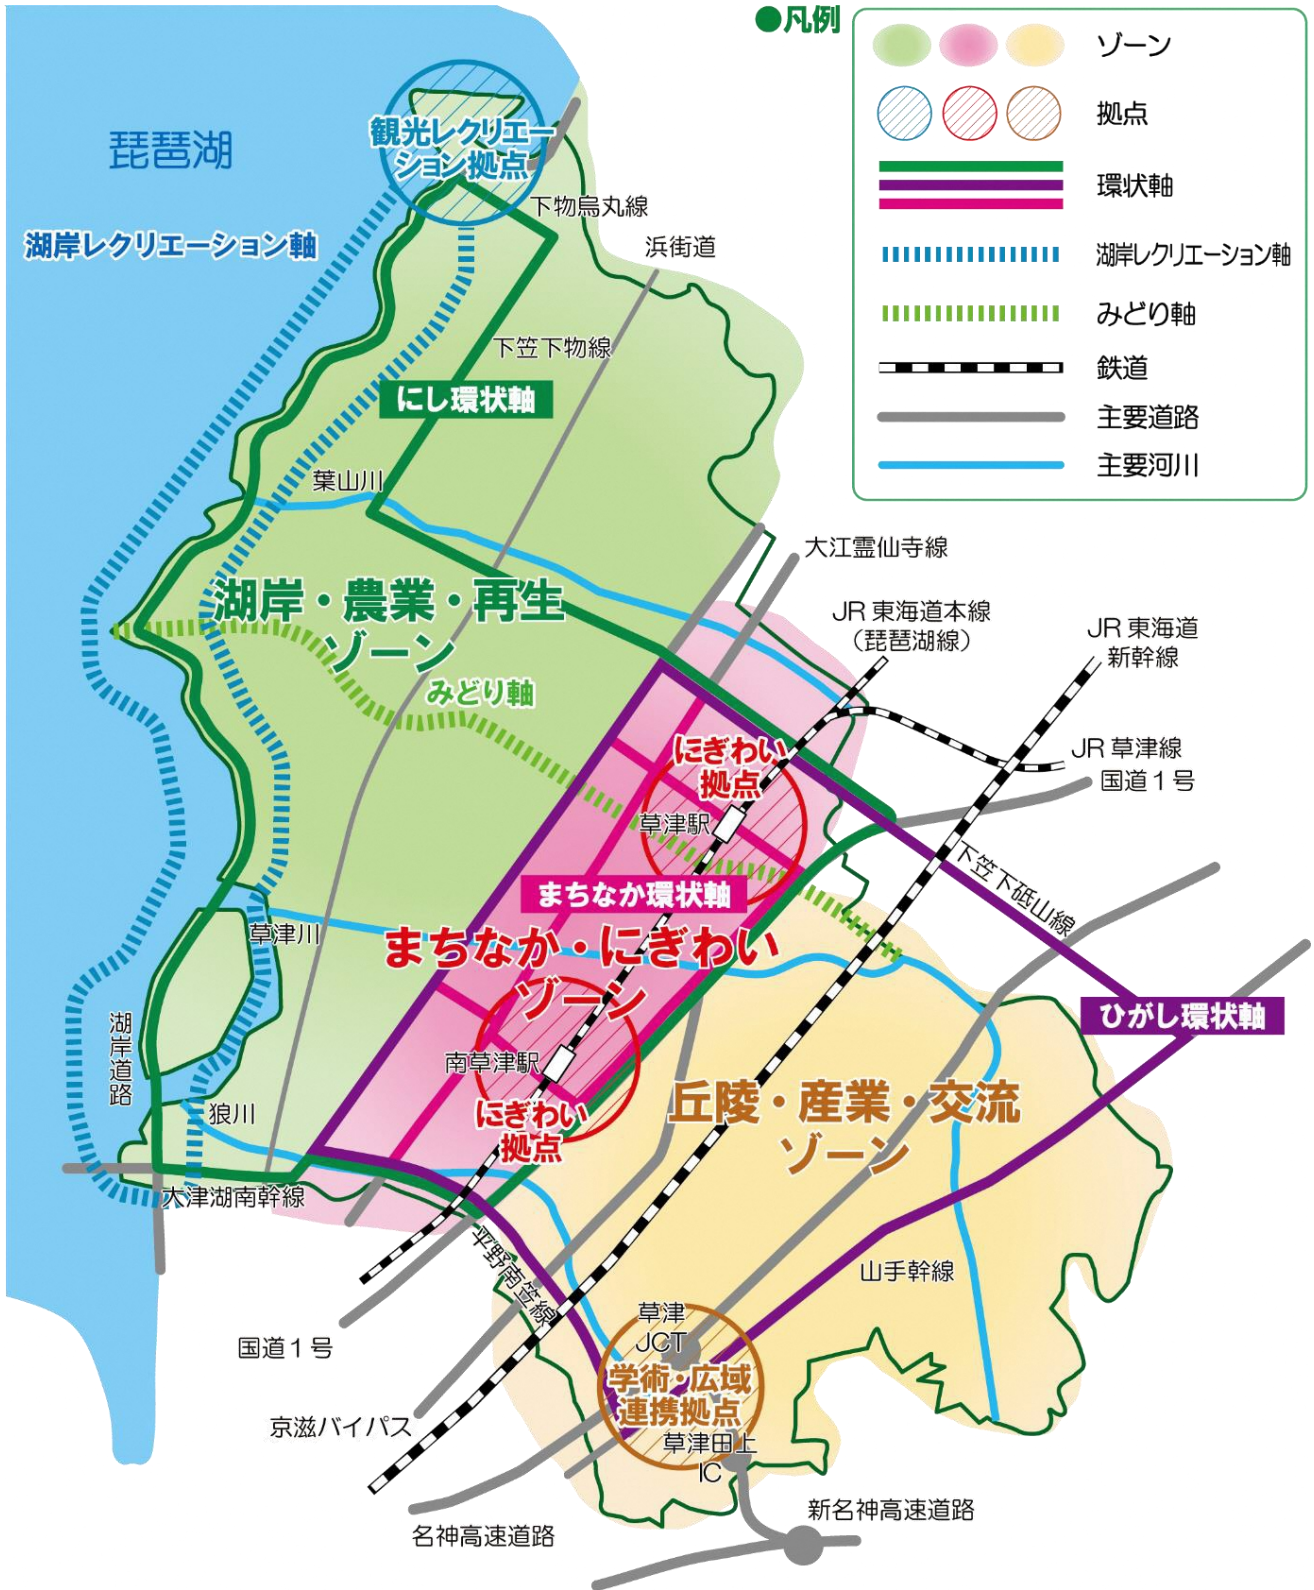 ●凡例
ゾーン
拠点
環状軸
湖岸レクリエーション軸
みどり軸
鉄道
主要道路
主要河川
琵琶湖
観光レクリエー
ション拠点
湖岸レクリエーション軸
下物烏丸線
浜街道
下笠下物線
にし環状軸
葉山川
大江霊仙寺線
湖岸・農業・再生
ゾーン
JR 東海道本線
（琵琶湖線）
JR 東海道
新幹線
みどり軸
にぎわい
拠点
JR 草津線
国道１号
草津駅
下笠下砥山線
まちなか環状軸
草津川
まちなか・にぎわい
ゾーン
ひがし環状軸
湖岸道路
南草津駅
狼川
にぎわい
拠点
丘陵・産業・交流
ゾーン
大津湖南幹線
平野南笠線
山手幹線
草津
JCT
国道１号
学術・広域
連携拠点
京滋バイパス
草津田上
IC
新名神高速道路
名神高速道路